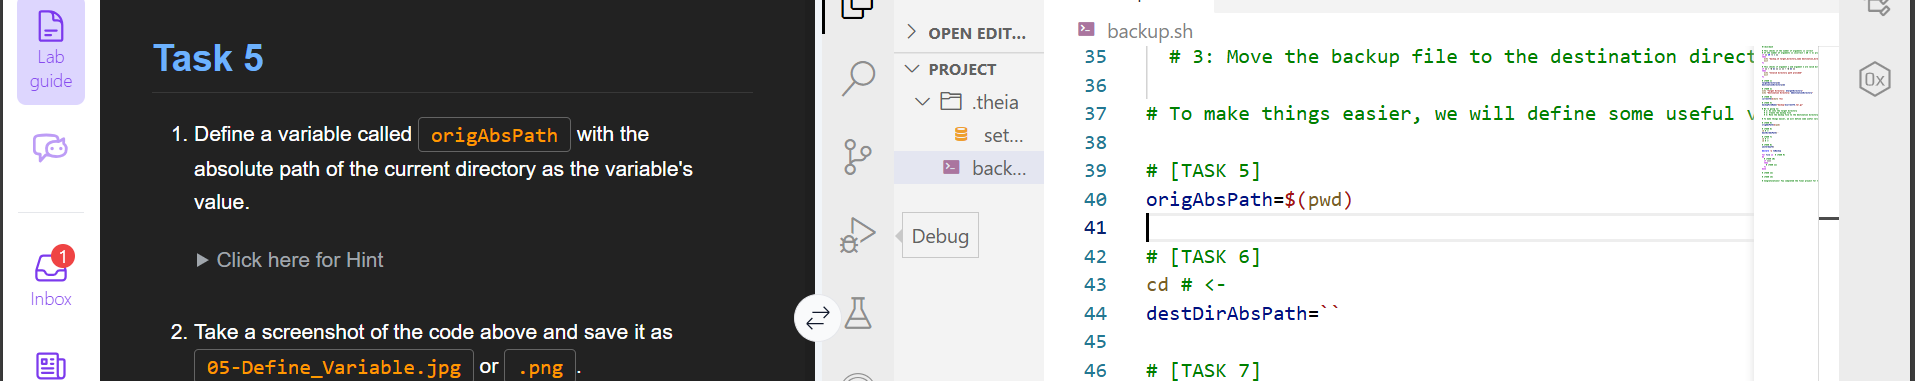 Lab
guide
1
Inbox
Task 5
1. Define a variable called origAbsPath with the
absolute path of the current directory as the variable's
value.
Click here for Hint
2. Take a screenshot of the code above and save it as
05-Define_Variable.jpg or .png .
OPEN EDIT...
PROJECT
.theia
set...
back...
Debug
backup.sh
35 # 3: Move the backup file to the destination direct
36
37 # To make things easier, we will define some useful v
38
39 # [TASK 5]
40 origAbsPath=$(pwd)
41
42 # [TASK 6]
43 cd # <-
44 destDirAbsPath=``
45
46 # [TASK 7]
0x